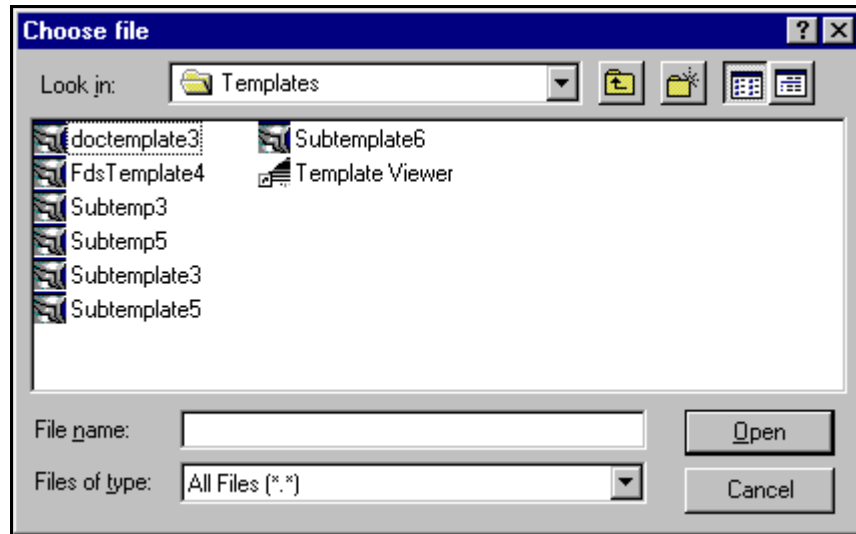 Choose file
Look in: Templates
doctemplate3
FdsTemplate4
Subtemp3
Subtemp5
Subtemplate3
Subtemplate5
Subtemplate6
Template Viewer
File name:
Open
Files of type: All Files (*.*)
Cancel